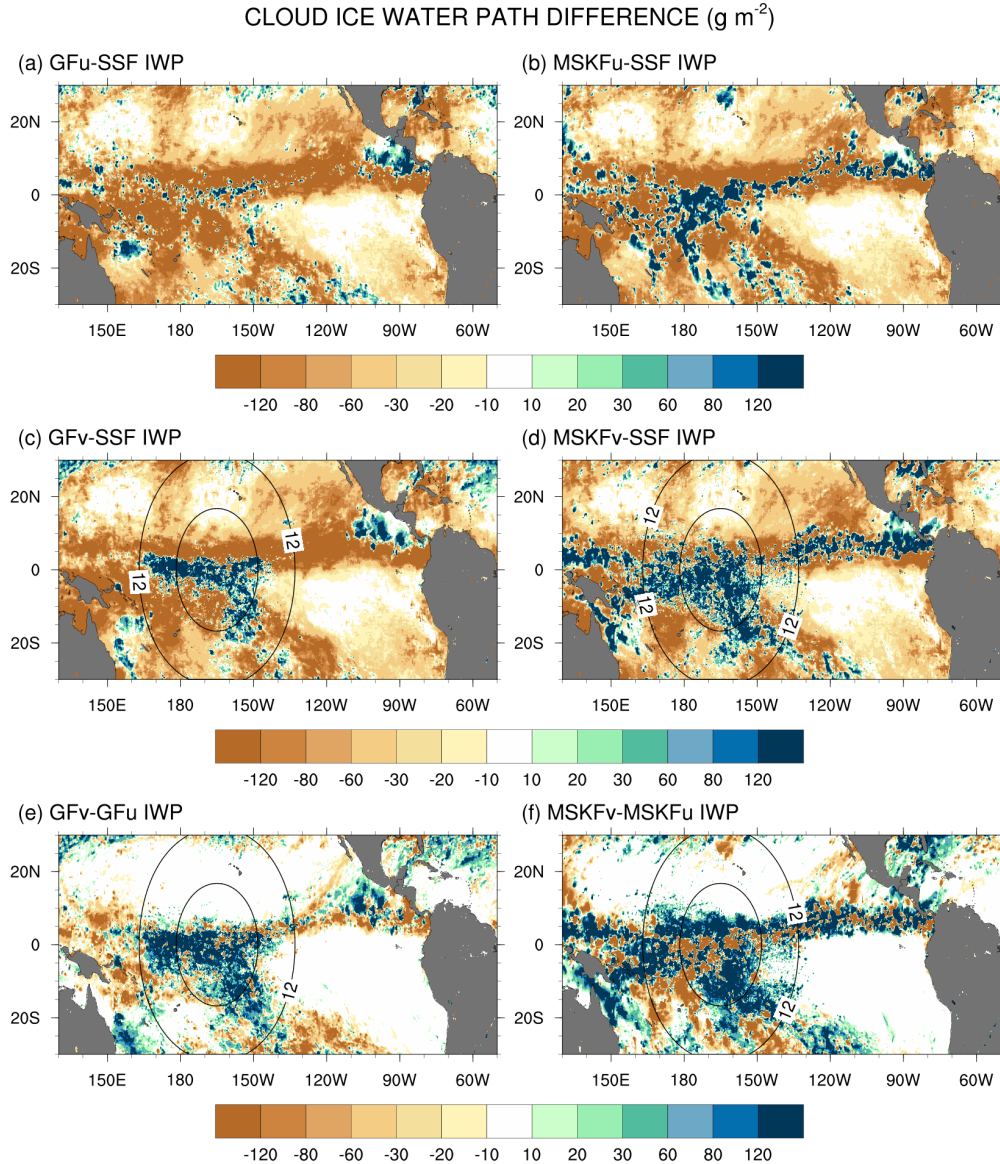 CLOUD ICE WATER PATH DIFFERENCE (g m-2)
(a) GFu-SSF IWP
(b) MSKFu-SSF IWP
20N
0
20S
150E 180 150W 120W 90W 60W
20N
0
20S
150E 180 150W 120W 90W 60W
-120 -80 -60 -30 -20 -10 10 20 30 60 80 120
(c) GFv-SSF IWP
(d) MSKFv-SSF IWP
20N
0
20S
12
12
150E 180 150W 120W 90W 60W
20N
0
20S
12
12
12
150E 180 150W 120W 90W 60W
-120 -80 -60 -30 -20 -10 10 20 30 60 80 120
(e) GFv-GFu IWP
(f) MSKFv-MSKFu IWP
20N
0
20S
12
150E 180 150W 120W 90W 60W
20N
0
20S
12
150E 180 150W 120W 90W 60W
-120 -80 -60 -30 -20 -10 10 20 30 60 80 120